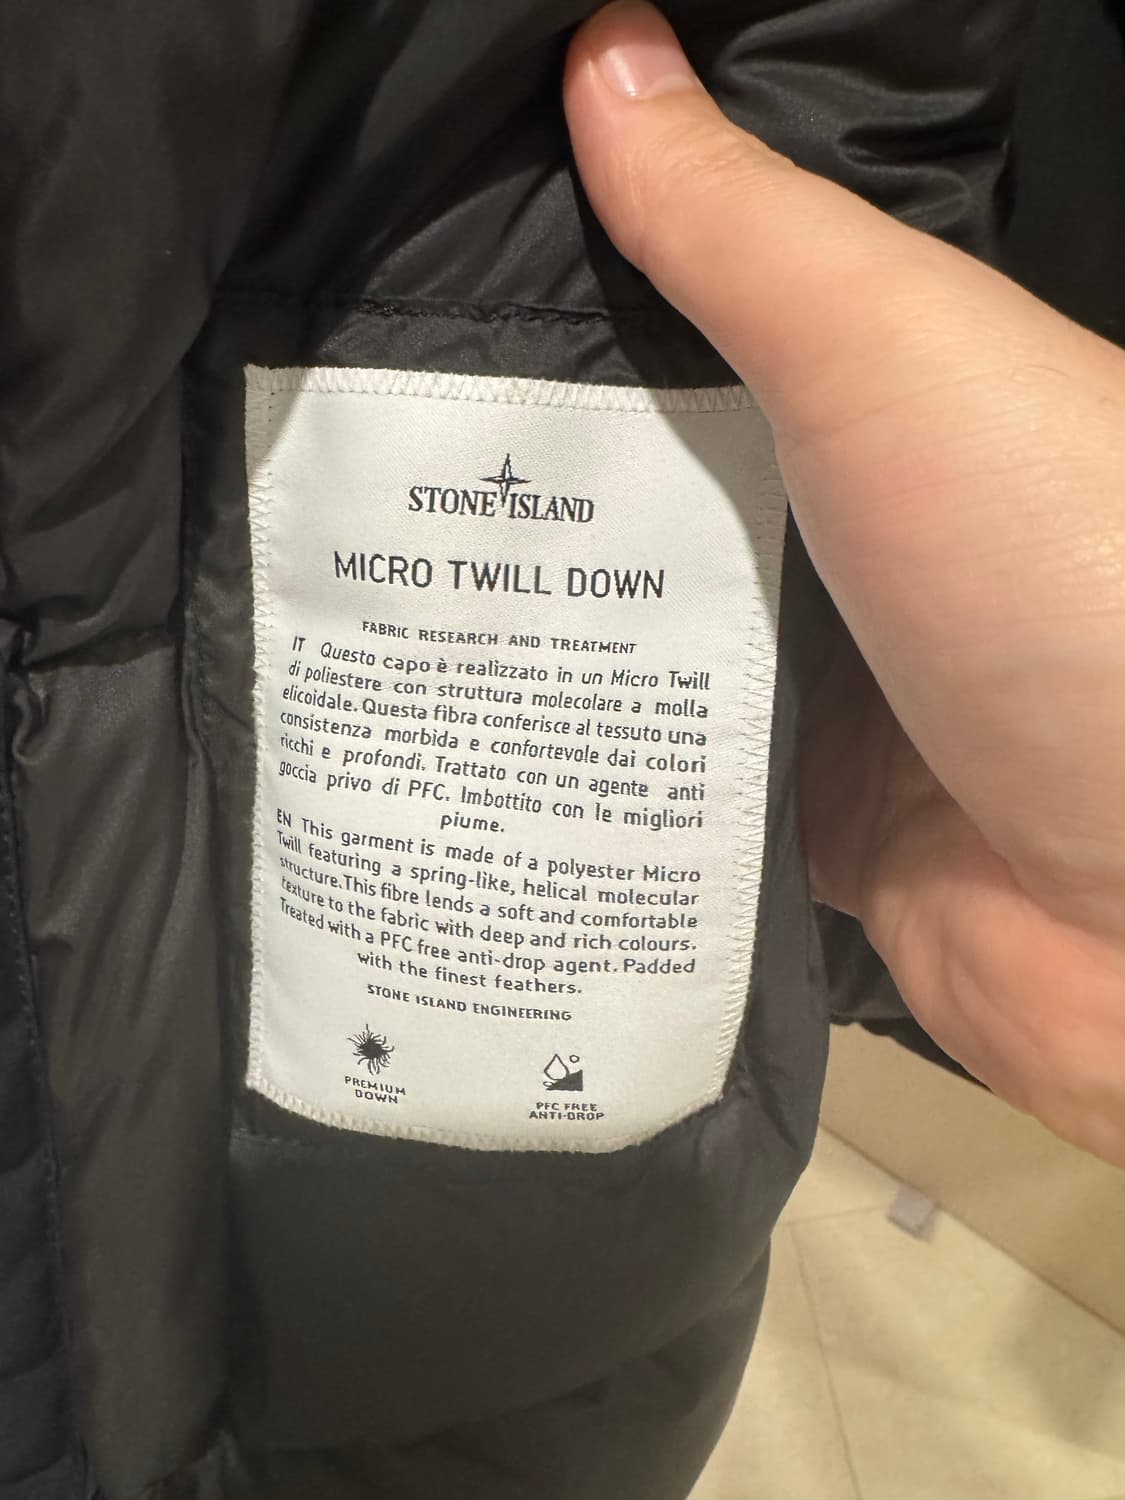 STONE ISLAND
MICRO TWILL DOWN
FABRIC RESEARCH AND TREATMENT
IT Questo capo è realizzato in un Micro Twill
di poliestere con struttura molecolare a molla
elicoidale. Questa fibra conferisce al tessuto una
consistenza morbida e confortevole dai colori
ricchi e profondi. Trattato con un agente anti
goccia privo di PFC. Imbottito con le migliori
piume.
EN This garment is made of a polyester Micro
Twill featuring a spring-like, helical molecular
structure.This fibre lends a soft and comfortable
texture to the fabric with deep and rich colours.
Treated with a PFC free anti-drop agent. Padded
with the finest feathers.
STONE ISLAND ENGINEERING
PREMIUM
DOWN
PFC FREE
ANTI-DROP